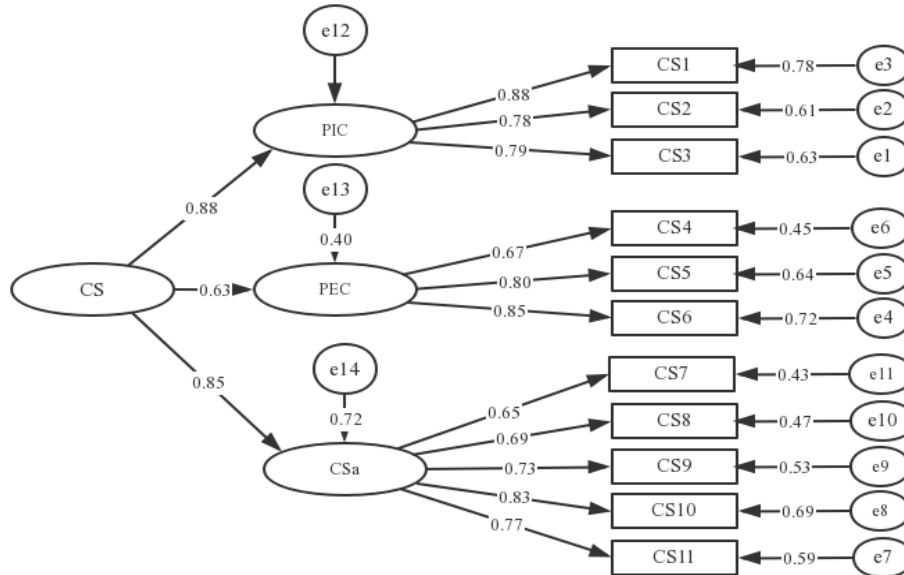 e12
CS1
0.78
e3
0.88
CS2
0.61
e2
PIC
0.78
0.79
CS3
0.63
e1
e13
0.88
0.40
CS4
0.45
e6
0.67
CS
0.63
PEC
0.80
CS5
0.64
e5
0.85
CS6
0.72
e4
e14
0.85
0.72
CS7
0.43
e11
0.65
0.69
CS8
0.47
e10
CSa
0.73
CS9
0.53
e9
0.83
CS10
0.69
e8
0.77
CS11
0.59
e7